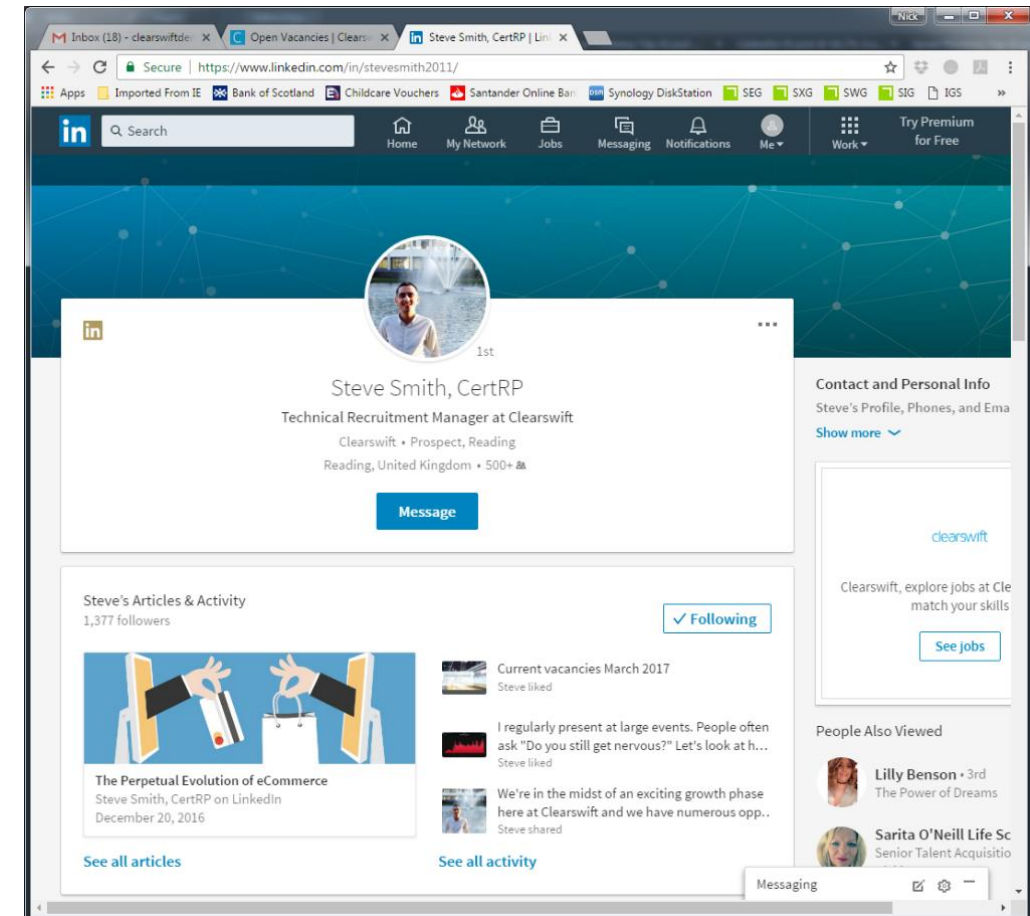 Nick
Inbox (18) - clearswiftde
Open Vacancies | Clears
Steve Smith, CertRP | Lin
Secure | https://www.linkedin.com/in/stevesmith2011/
Apps Imported From IE Bank of Scotland Childcare Vouchers Santander Online Ban Synology DiskStation SEG SXG SWG SIG IGS »
in Search Home My Network Jobs Messaging Notifications Me Work Try Premium
for Free
in
1st
Steve Smith, CertRP
Technical Recruitment Manager at Clearswift
Clearswift • Prospect, Reading
Reading, United Kingdom • 500+
Message
Contact and Personal Info
Steve's Profile, Phones, and Ema
Show more
clearswift
Clearswift, explore jobs at Cle
match your skills
See jobs
Steve's Articles & Activity
1,377 followers
Following
The Perpetual Evolution of eCommerce
Steve Smith, CertRP on LinkedIn
December 20, 2016
See all articles
Current vacancies March 2017
Steve liked
I regularly present at large events. People often
ask "Do you still get nervous?" Let's look at h...
Steve liked
We're in the midst of an exciting growth phase
here at Clearswift and we have numerous opp..
Steve shared
See all activity
People Also Viewed
Lilly Benson • 3rd
The Power of Dreams
Sarita O'Neill Life Sc
Senior Talent Acquisitio
Messaging